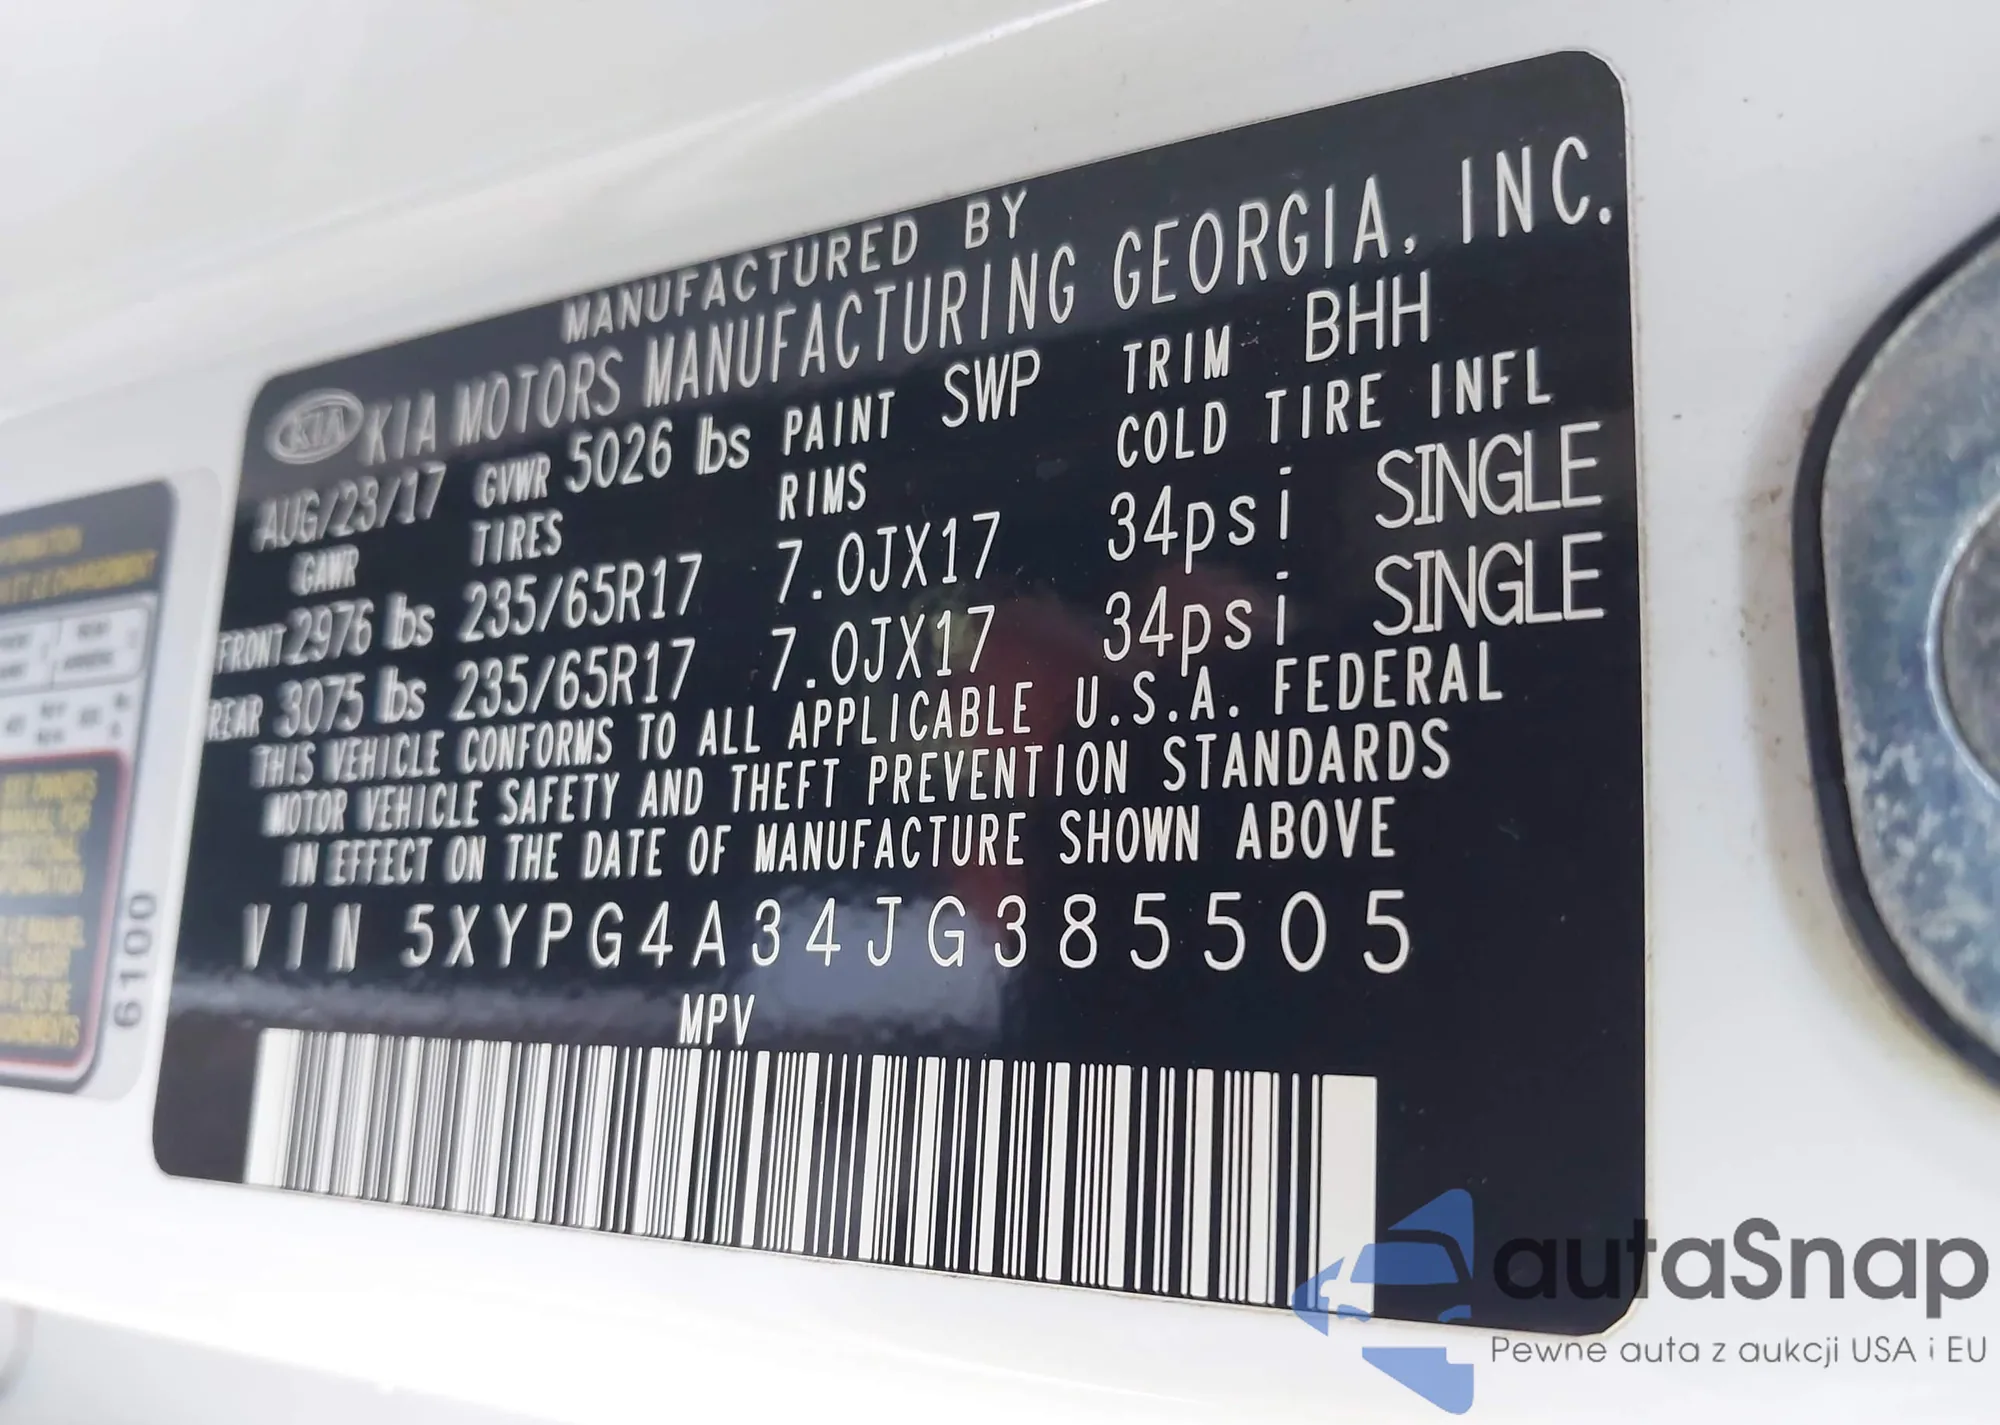 MANUFACTURED BY
KIA KIA MOTORS MANUFACTURING GEORGIA, INC.
AUG/23/17 GVWR 5026 lbs PAINT SWP TRIM BHH
GAWR TIRES RIMS COLD TIRE INFL
FRONT 2976 lbs 235/65R17 7.0JX17 34psi SINGLE
REAR 3075 lbs 235/65R17 7.0JX17 34psi SINGLE
THIS VEHICLE CONFORMS TO ALL APPLICABLE U.S.A. FEDERAL
MOTOR VEHICLE SAFETY AND THEFT PREVENTION STANDARDS
IN EFFECT ON THE DATE OF MANUFACTURE SHOWN ABOVE
VIN 5XYPG4A34JG385505
MPV
6100
MANUAL FOR
autaSnap
Pewne auta z aukcji USA i EU